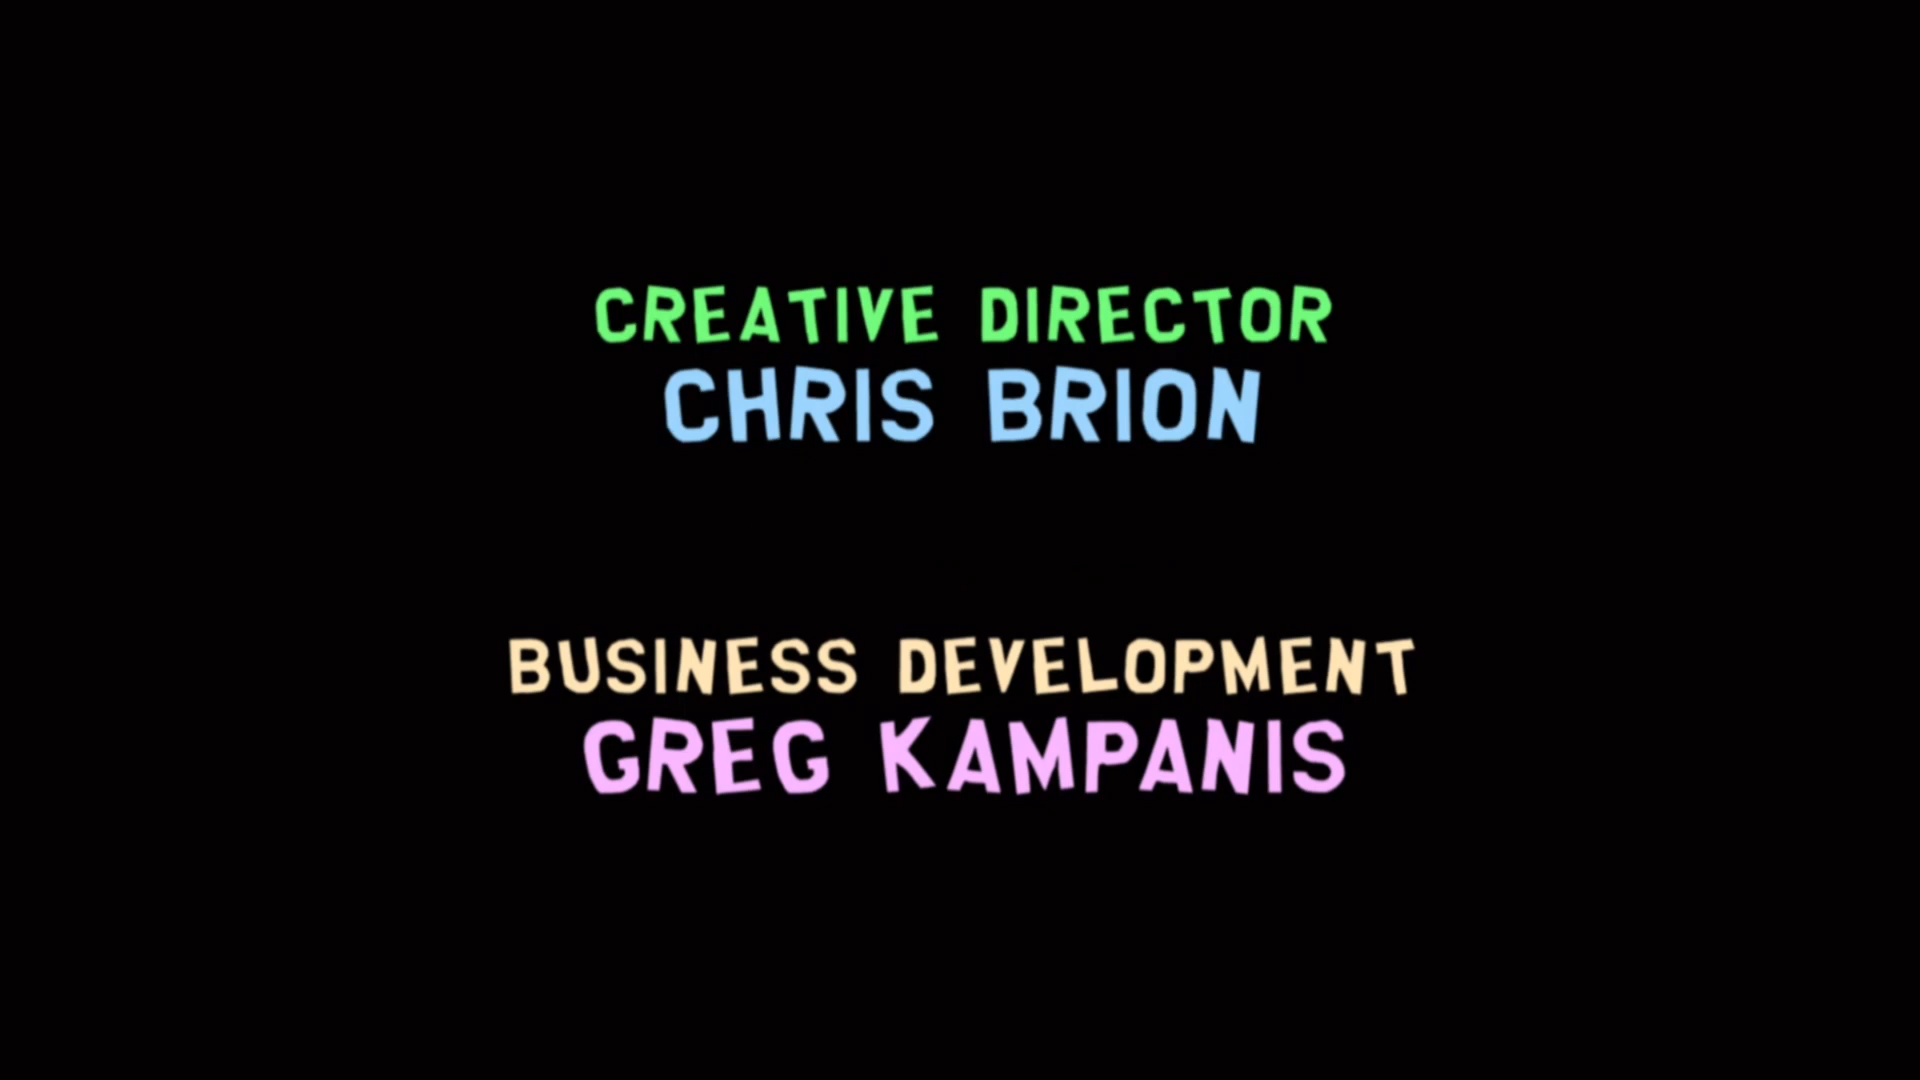 CREATIVE DIRECTOR
CHRIS BRION
BUSINESS DEVELOPMENT
GREG KAMPANIS